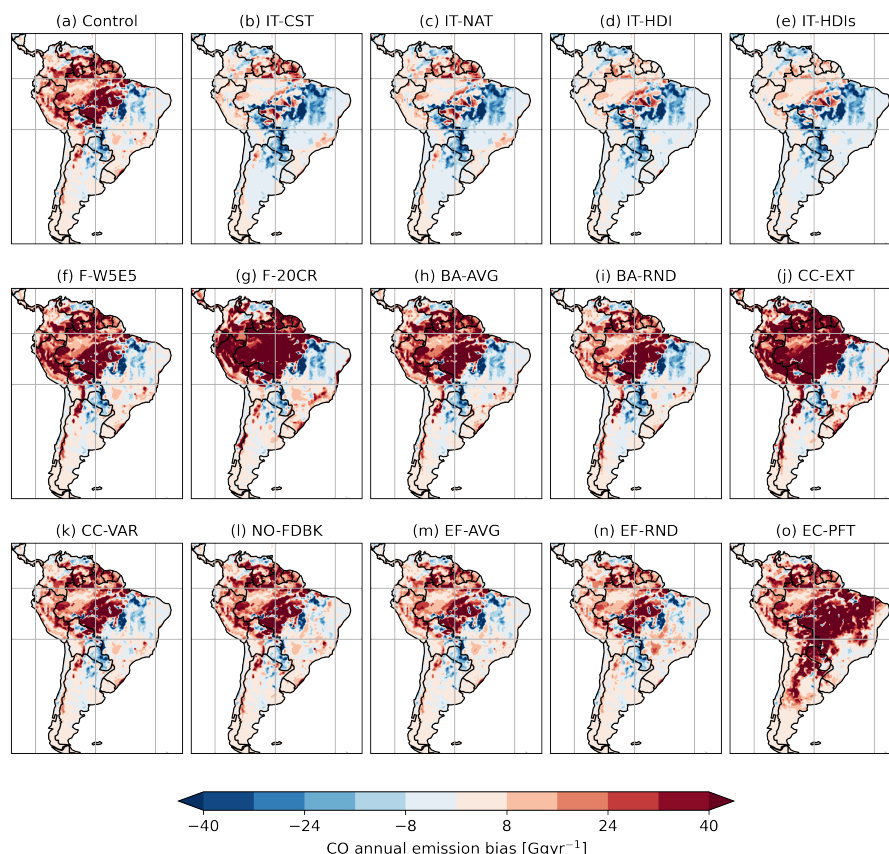 (a) Control (b) IT-CST (c) IT-NAT (d) IT-HDI (e) IT-HDIs
(f) F-W5E5 (g) F-20CR (h) BA-AVG (i) BA-RND (j) CC-EXT
(k) CC-VAR (l) NO-FDBK (m) EF-AVG (n) EF-RND (o) EC-PFT
−40 −24 −8 8 24 40
CO annual emission bias [Ggyr⁻¹]